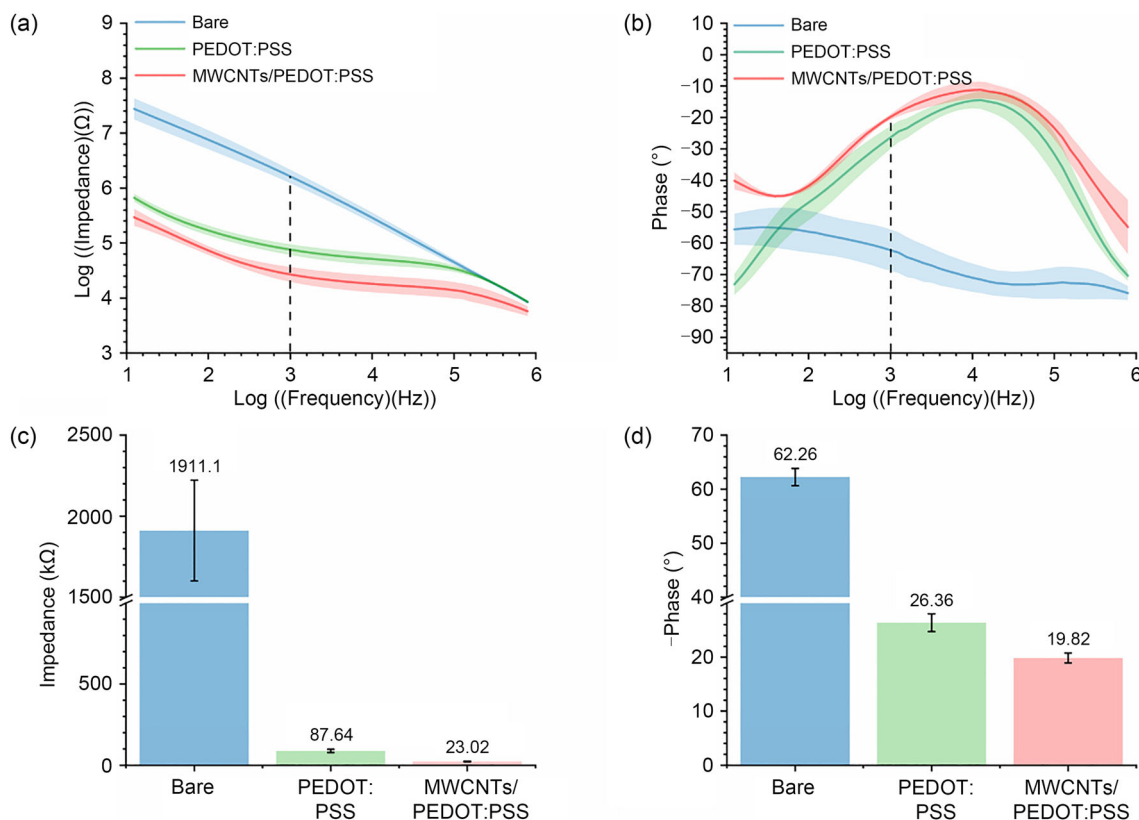 (a)
9
8
7
6
5
4
3
Log ((Impedance)(Ω))
Bare
PEDOT:PSS
MWCNTs/PEDOT:PSS
1 2 3 4 5 6
Log ((Frequency)(Hz))
(b)
10
0
−10
−20
−30
−40
−50
−60
−70
−80
−90
Phase (°)
Bare
PEDOT:PSS
MWCNTs/PEDOT:PSS
1 2 3 4 5 6
Log ((Frequency)(Hz))
(c)
2500
2000
1500
500
0
Impedance (kΩ)
1911.1
87.64
23.02
Bare
PEDOT:
PSS
MWCNTs/
PEDOT:PSS
(d)
70
60
50
40
20
10
0
−Phase (°)
62.26
26.36
19.82
Bare
PEDOT:
PSS
MWCNTs/
PEDOT:PSS